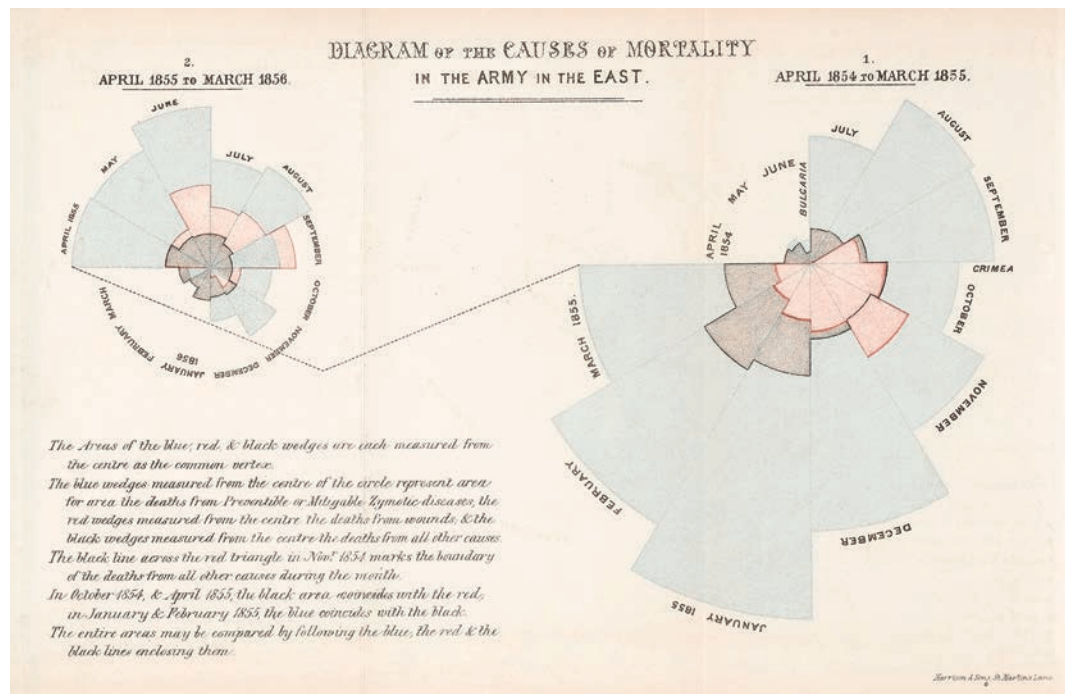 DIAGRAM OF THE CAUSES OF MORTALITY
IN THE ARMY IN THE EAST.
2.
APRIL 1855 TO MARCH 1856.
1.
APRIL 1854 TO MARCH 1855.
APRIL 1855
MAY
JUNE
JULY
AUGUST
SEPTEMBER
OCTOBER
NOVEMBER
DECEMBER
JANUARY
1856
FEBRUARY
MARCH
APRIL
1854
MAY
JUNE
BULGARIA
JULY
AUGUST
SEPTEMBER
CRIMEA
OCTOBER
NOVEMBER
DECEMBER
JANUARY 1855
FEBRUARY
MARCH 1855.
The Areas of the blue, red, & black wedges are each measured from
the centre as the common vertex.
The blue wedges measured from the centre of the circle represent area
for area the deaths from Preventible or Mitigable Zymotic diseases, the
red wedges measured from the centre the deaths from wounds, & the
black wedges measured from the centre the deaths from all other causes.
The black line across the red triangle in Novr. 1854 marks the boundary
of the deaths from all other causes during the month.
In October 1854, & April 1855, the black area coincides with the red,
in January & February 1855, the blue coincides with the black.
The entire areas may be compared by following the blue, the red & the
black lines enclosing them.
Harrison & Sons, St. Martins Lane